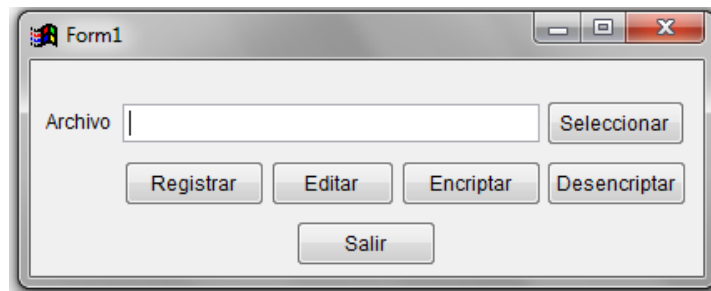 Form1
Archivo Seleccionar
Registrar Editar Encriptar Desencriptar
Salir